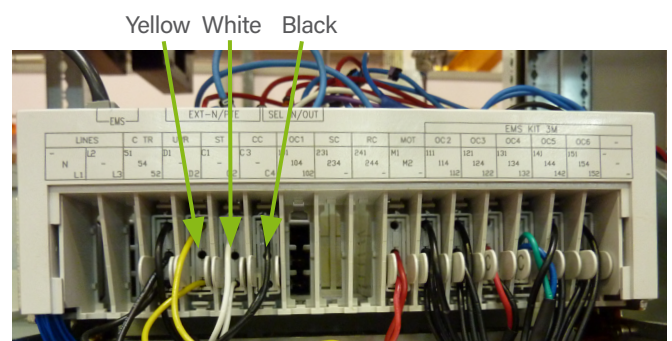 Yellow White Black
EMS EXT-N/PTE SEL IN/OUT
EMS KIT 3M
LINES C TR ST CC OC1 SC RC MOT OC2 OC3 OC4 OC5 OC6 -
- L2 51 D1 C1 C3 231 241 M1 111 121 131 141 151 -
N - 54 - - - 104 234 244 M2 114 124 134 144 154 -
L1 L3 52 D2 C4 102 - - - 112 122 132 142 152 -